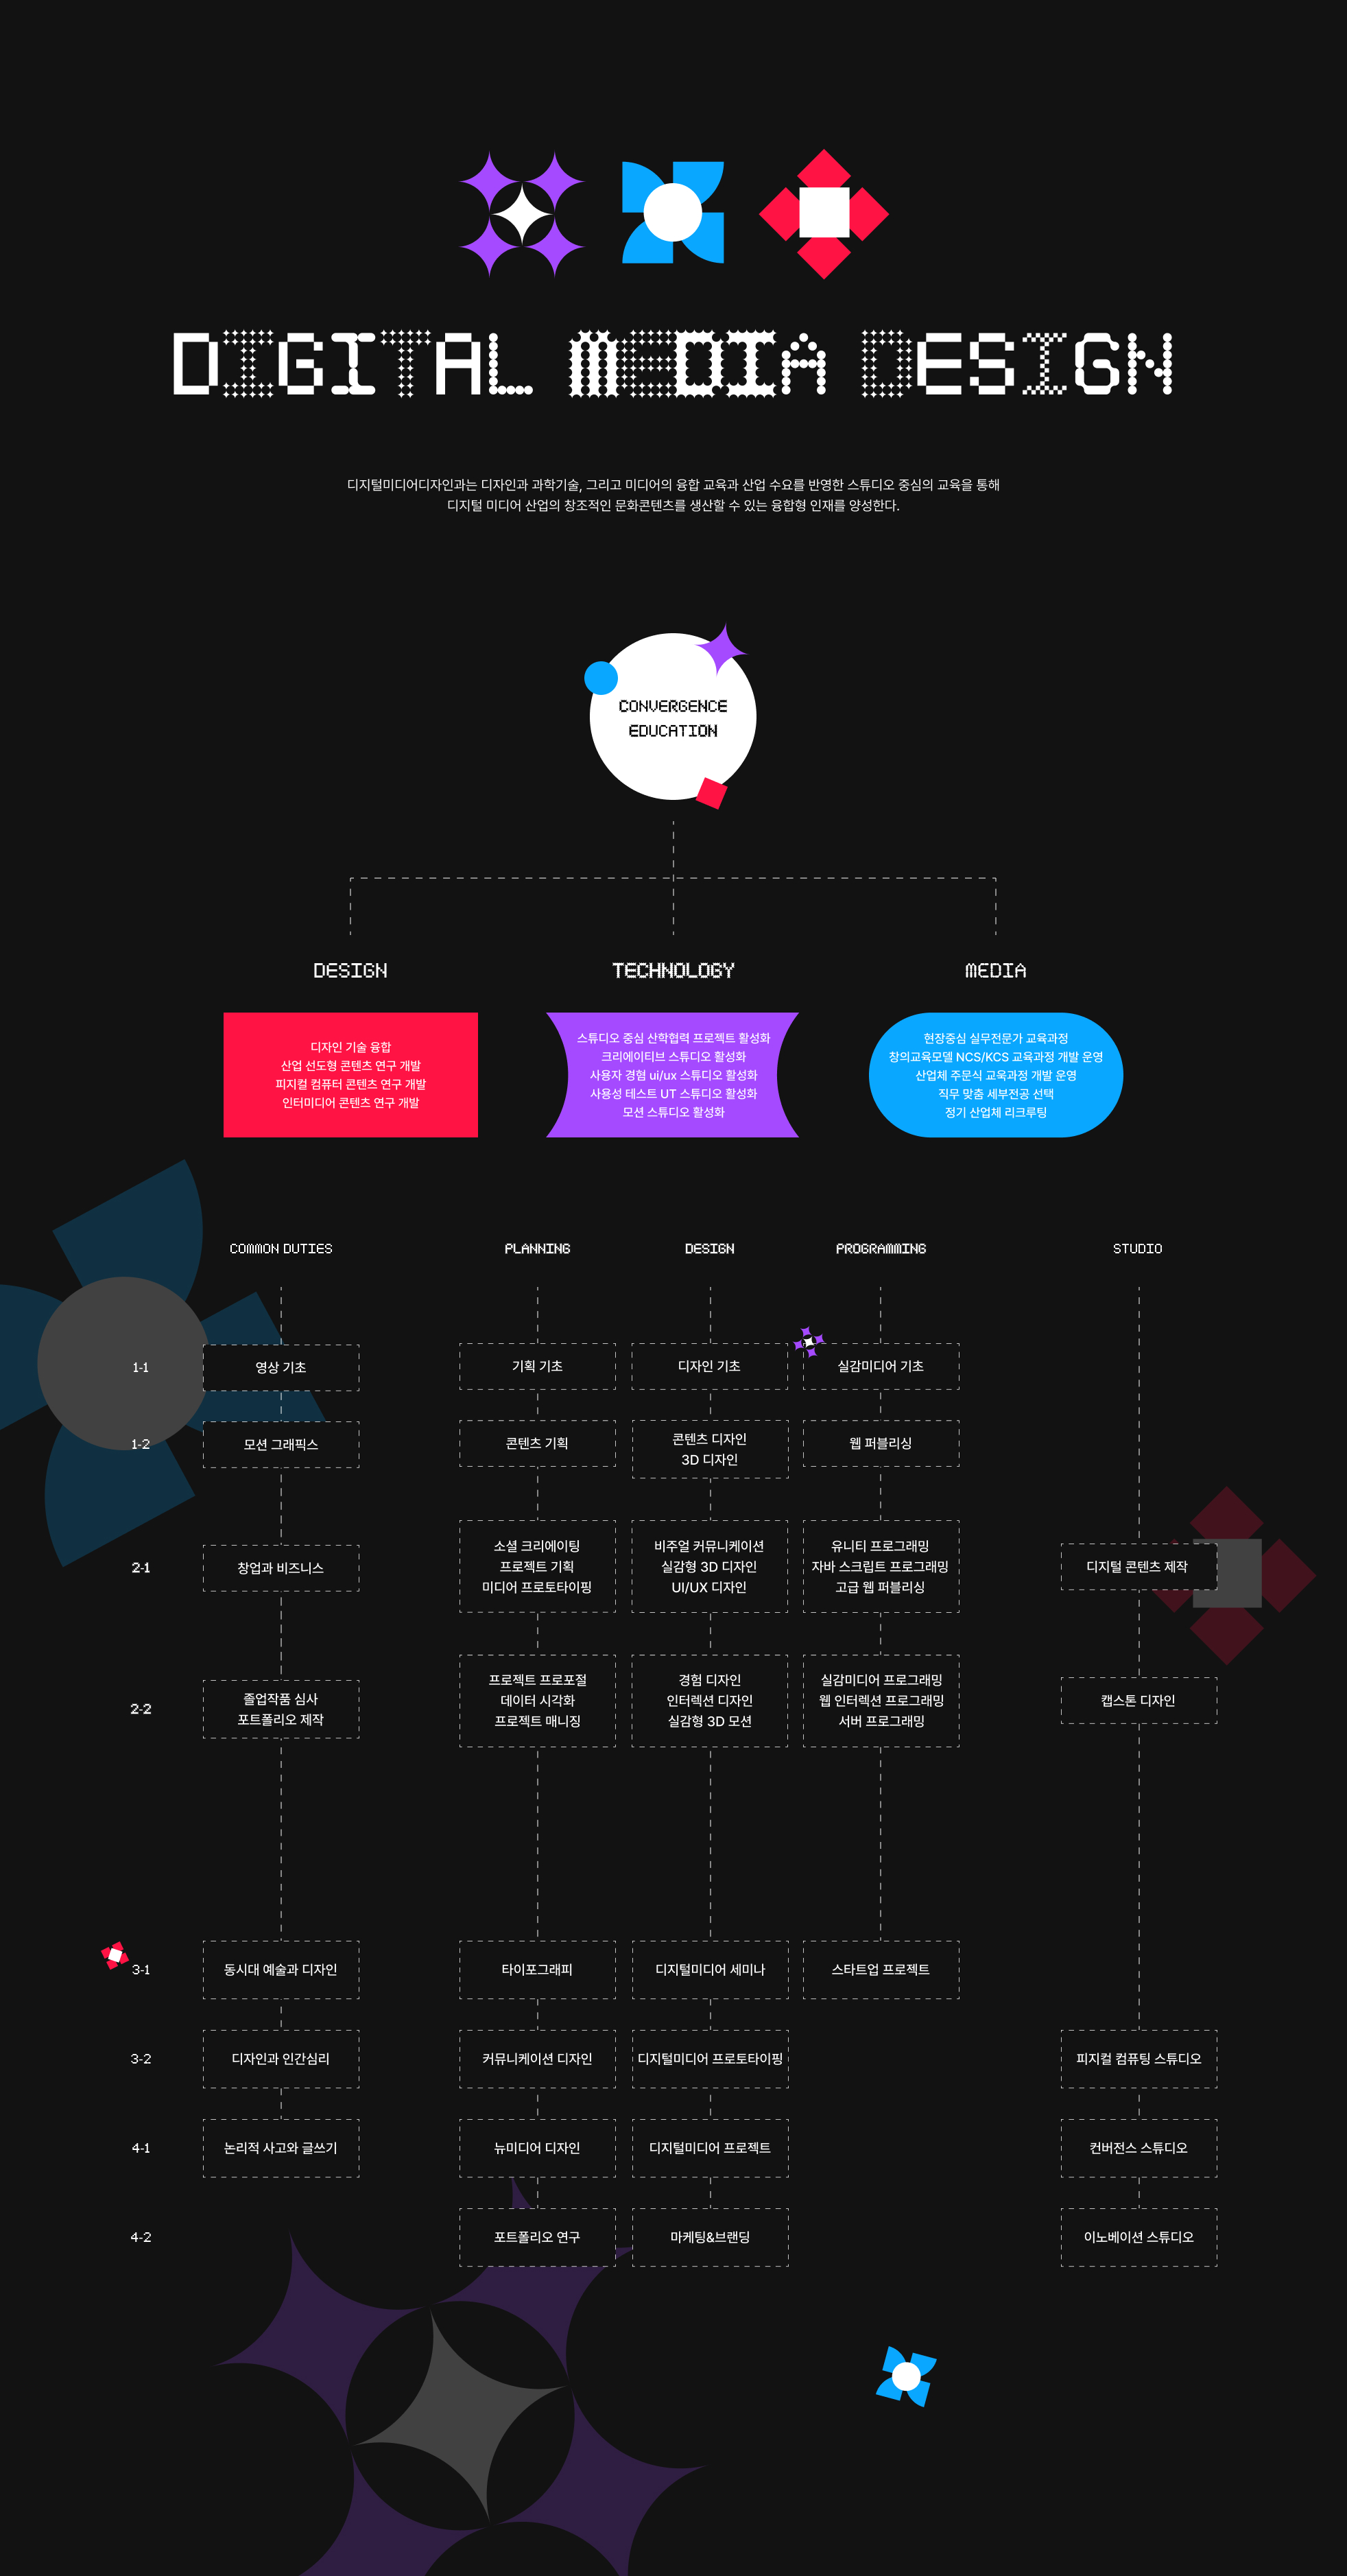 DIGITAL MEDIA DESIGN
디지털미디어디자인과는 디자인과 과학기술, 그리고 미디어의 융합 교육과 산업 수요를 반영한 스튜디오 중심의 교육을 통해
디지털 미디어 산업의 창조적인 문화콘텐츠를 생산할 수 있는 융합형 인재를 양성한다.
CONVERGENCE
EDUCATION
DESIGN
디자인 기술 융합
산업 선도형 콘텐츠 연구 개발
피지컬 컴퓨터 콘텐츠 연구 개발
인터미디어 콘텐츠 연구 개발
TECHNOLOGY
스튜디오 중심 산학협력 프로젝트 활성화
크리에이티브 스튜디오 활성화
사용자 경혐 ui/ux 스튜디오 활성화
사용성 테스트 UT 스튜디오 활성화
모션 스튜디오 활성화
MEDIA
현장중심 실무전문가 교육과정
창의교육모델 NCS/KCS 교육과정 개발 운영
산업체 주문식 교욱과정 개발 운영
직무 맞춤 세부전공 선택
정기 산업체 리크루팅
COMMON DUTIES
PLANNING
DESIGN
PROGRAMMING
STUDIO
1-1
영상 기초
기획 기초
디자인 기초
실감미디어 기초
1-2
모션 그래픽스
콘텐츠 기획
콘텐츠 디자인
3D 디자인
웹 퍼블리싱
2-1
창업과 비즈니스
소셜 크리에이팅
프로젝트 기획
미디어 프로토타이핑
비주얼 커뮤니케이션
실감형 3D 디자인
UI/UX 디자인
유니티 프로그래밍
자바 스크립트 프로그래밍
고급 웹 퍼블리싱
디지털 콘텐츠 제작
2-2
졸업작품 심사
포트폴리오 제작
프로젝트 프로포절
데이터 시각화
프로젝트 매니징
경험 디자인
인터렉션 디자인
실감형 3D 모션
실감미디어 프로그래밍
웹 인터렉션 프로그래밍
서버 프로그래밍
캡스톤 디자인
3-1
동시대 예술과 디자인
타이포그래피
디지털미디어 세미나
스타트업 프로젝트
3-2
디자인과 인간심리
커뮤니케이션 디자인
디지털미디어 프로토타이핑
피지컬 컴퓨팅 스튜디오
4-1
논리적 사고와 글쓰기
뉴미디어 디자인
디지털미디어 프로젝트
컨버전스 스튜디오
4-2
포트폴리오 연구
마케팅&브랜딩
이노베이션 스튜디오